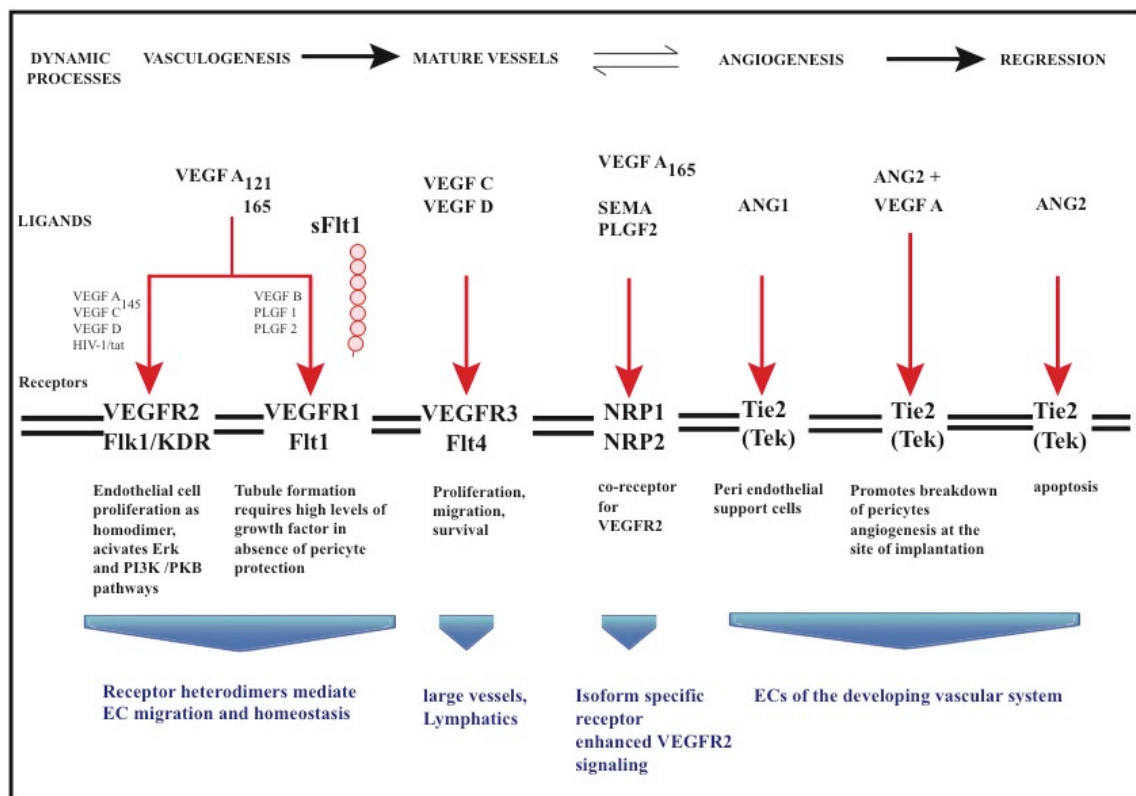 DYNAMIC PROCESSES
VASCULOGENESIS
MATURE VESSELS
ANGIOGENESIS
REGRESSION
LIGANDS
VEGF A 121
165
sFlt1
VEGF C
VEGF D
VEGF A 165
SEMA
PLGF2
ANG1
ANG2 +
VEGF A
ANG2
VEGF A 145
VEGF C
VEGF D
HIV-1/tat
VEGF B
PLGF 1
PLGF 2
Receptors
VEGFR2
Flk1/KDR
VEGFR1
Flt1
VEGFR3
Flt4
NRP1
NRP2
Tie2
(Tek)
Tie2
(Tek)
Tie2
(Tek)
Endothelial cell
proliferation as
homodimer,
acivates Erk
and PI3K /PKB
pathways
Tubule formation
requires high levels of
growth factor in
absence of pericyte
protection
Proliferation,
migration,
survival
co-receptor
for
VEGFR2
Peri endothelial
support cells
Promotes breakdown
of pericytes
angiogenesis at the
site of implantation
apoptosis
Receptor heterodimers mediate
EC migration and homeostasis
large vessels,
Lymphatics
Isoform specific
receptor
enhanced VEGFR2
signaling
ECs of the developing vascular system